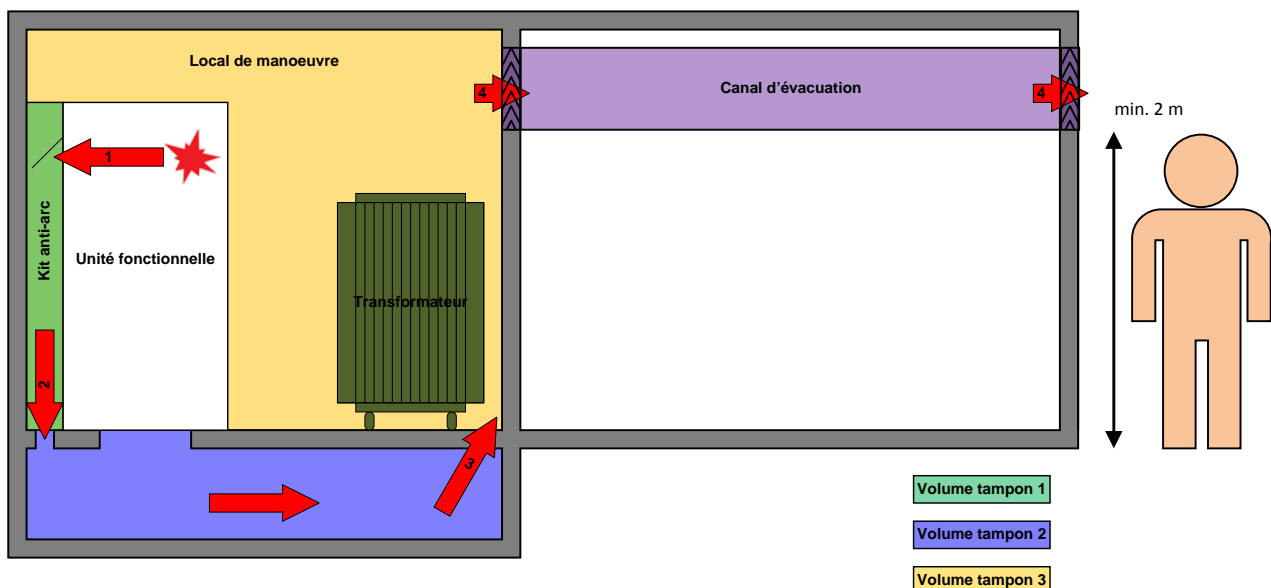 Local de manoeuvre
4
Canal d'évacuation
4
min. 2 m
1
Kit anti-arc
Unité fonctionnelle
Transformateur
2
3
Volume tampon 1
Volume tampon 2
Volume tampon 3